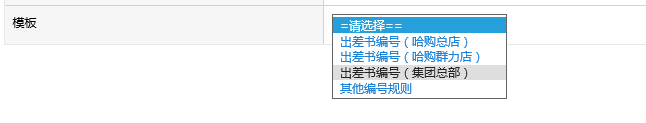 模板
=请选择==
出差书编号（哈购总店）
出差书编号（哈购群力店）
出差书编号（集团总部）
其他编号规则